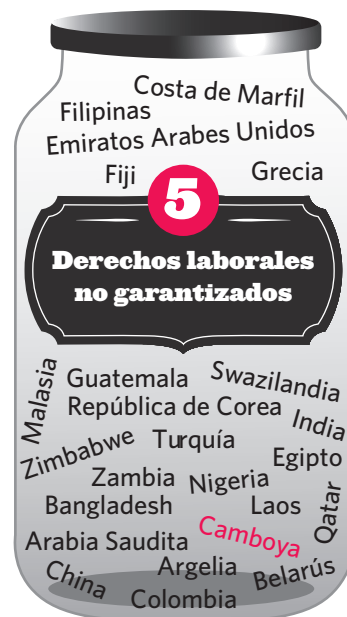 Costa de Marfil
Filipinas
Emiratos Arabes Unidos
Fiji
Grecia
5
Derechos laborales
no garantizados
Malasia
Guatemala
Swazilandia
República de Corea
India
Zimbabwe
Turquía
Egipto
Zambia
Nigeria
Bangladesh
Laos
Qatar
Arabia Saudita
Camboya
China
Argelia
Belarús
Colombia